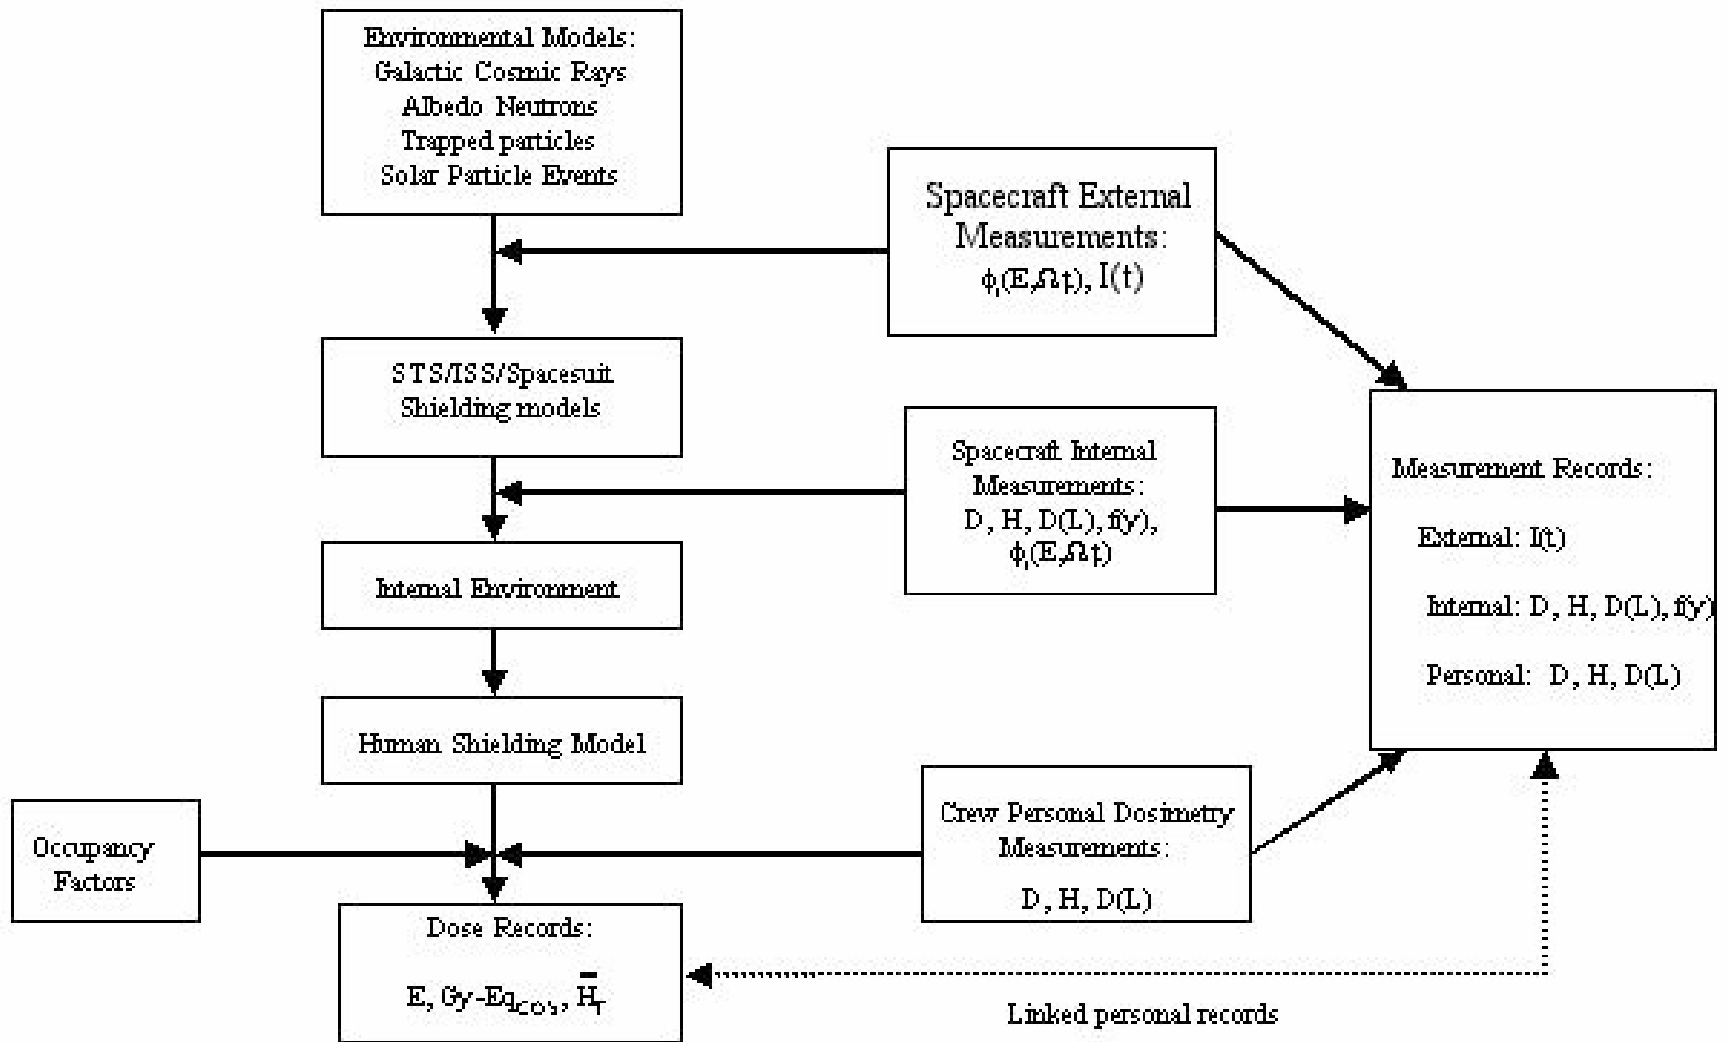 Environmental Models:
Galactic Cosmic Rays
Albedo Neutrons
Trapped particles
Solar Particle Events
Spacecraft External
Measurements:
ϕᵢ(E,Ω,t), I(t)
STS/ISS/Spacesuit
Shielding models
Spacecraft Internal
Measurements:
D, H, D(L), f(y),
ϕᵢ(E,Ω,t)
Measurement Records:
External: I(t)
Internal: D, H, D(L), f(y)
Personal: D, H, D(L)
Internal Environment
Human Shielding Model
Occupancy
Factors
Crew Personal Dosimetry
Measurements:
D, H, D(L)
Dose Records:
E, Gy-Eq_CO's, H̅_T
Linked personal records